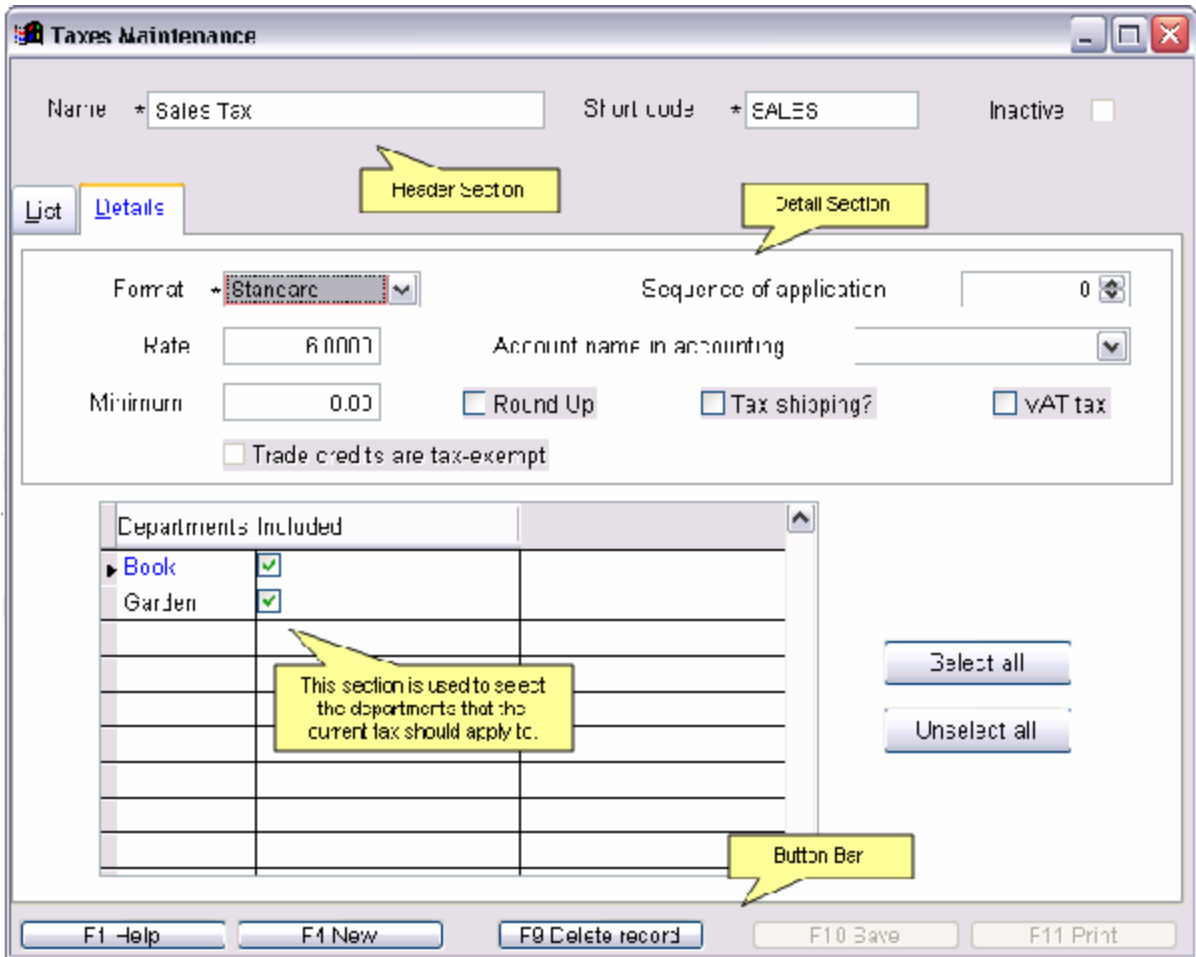 Taxes Maintenance
Name * Sales Tax Short code * SALES Inactive
Header Section
Detail Section
List Details
Format * Standard Sequence of application 0
Rate 6.0000 Account name in accounting
Minimum 0.00 Round Up Tax shipping? VAT tax
Trade credits are tax-exempt
Departments Included
Book
Garden
This section is used to select
the departments that the
current tax should apply to.
Select all
Unselect all
Button Bar
F1 Help F4 New F9 Delete record F10 Save F11 Print